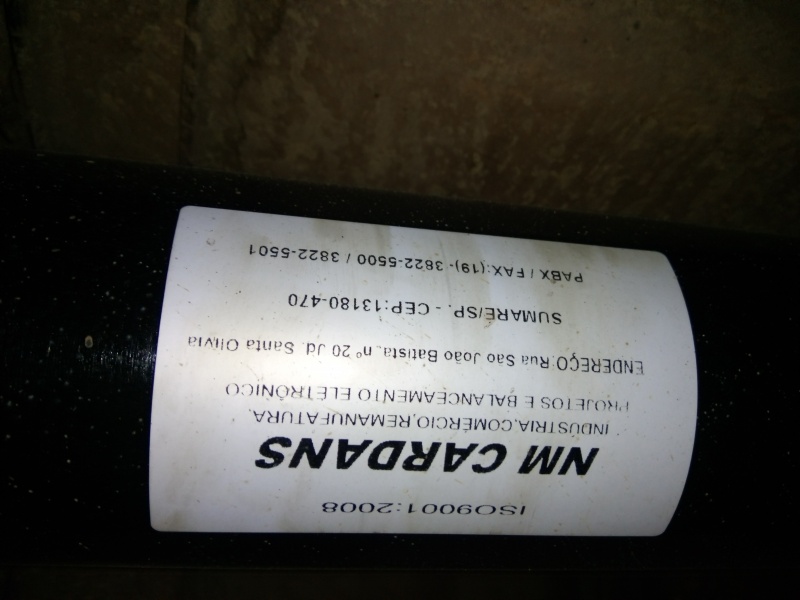 ISO9001:2008
NM CARDANS
INDÚSTRIA,COMÉRCIO,REMANUFATURA.
PROJETOS E BALANCEAMENTO ELETRÔNICO
ENDEREÇO:Rua São João Batista, nº 20 Jd. Santa Olivia
SUMARÉ/SP. - CEP:13180-470
PABX / FAX:(19)- 3822-5500 / 3822-5501